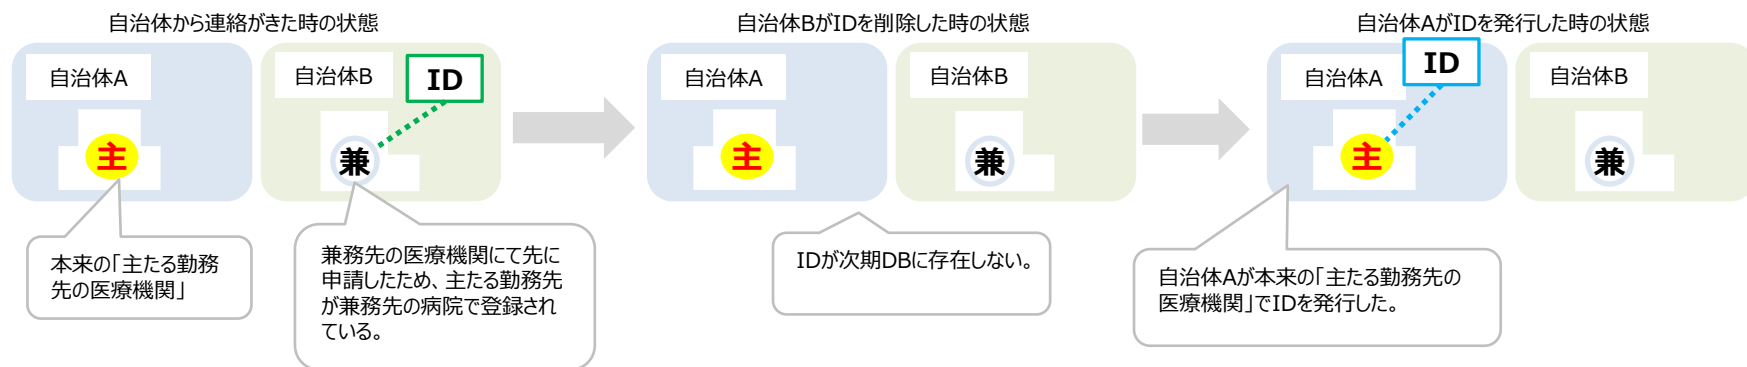 自治体から連絡がきた時の状態
自治体A
主
自治体B
ID
兼
本来の「主たる勤務
先の医療機関」
兼務先の医療機関にて先に
申請したため、主たる勤務先
が兼務先の病院で登録され
ている。
自治体BがIDを削除した時の状態
自治体A
主
自治体B
兼
IDが次期DBに存在しない。
自治体AがIDを発行した時の状態
自治体A
ID
主
自治体B
兼
自治体Aが本来の「主たる勤務先の
医療機関」でIDを発行した。